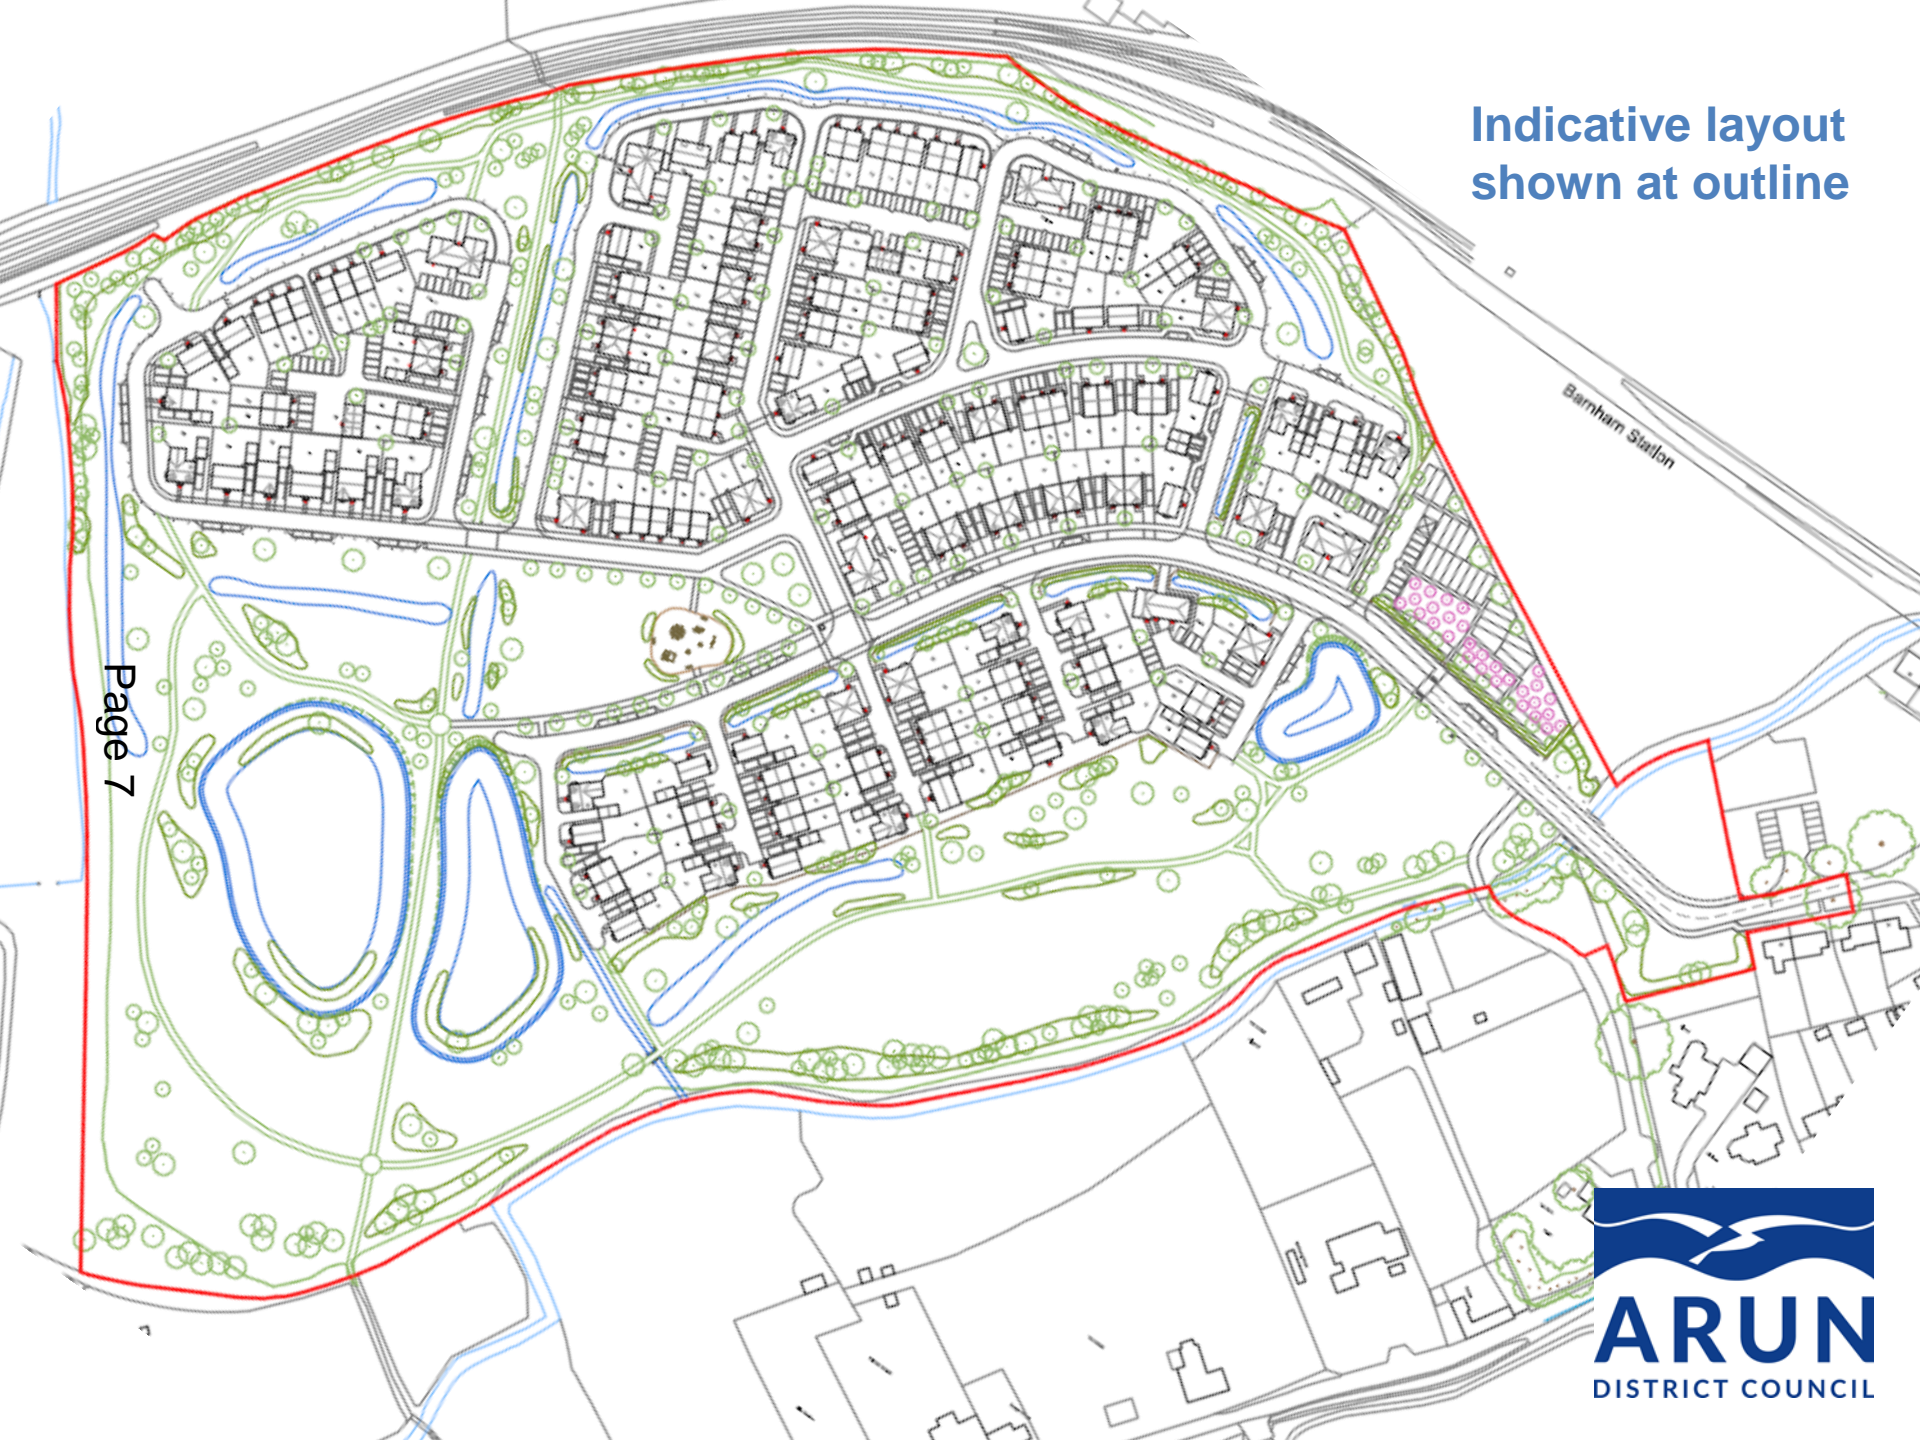 Indicative layout
shown at outline
Barnham Station
Page 7
ARUN
DISTRICT COUNCIL